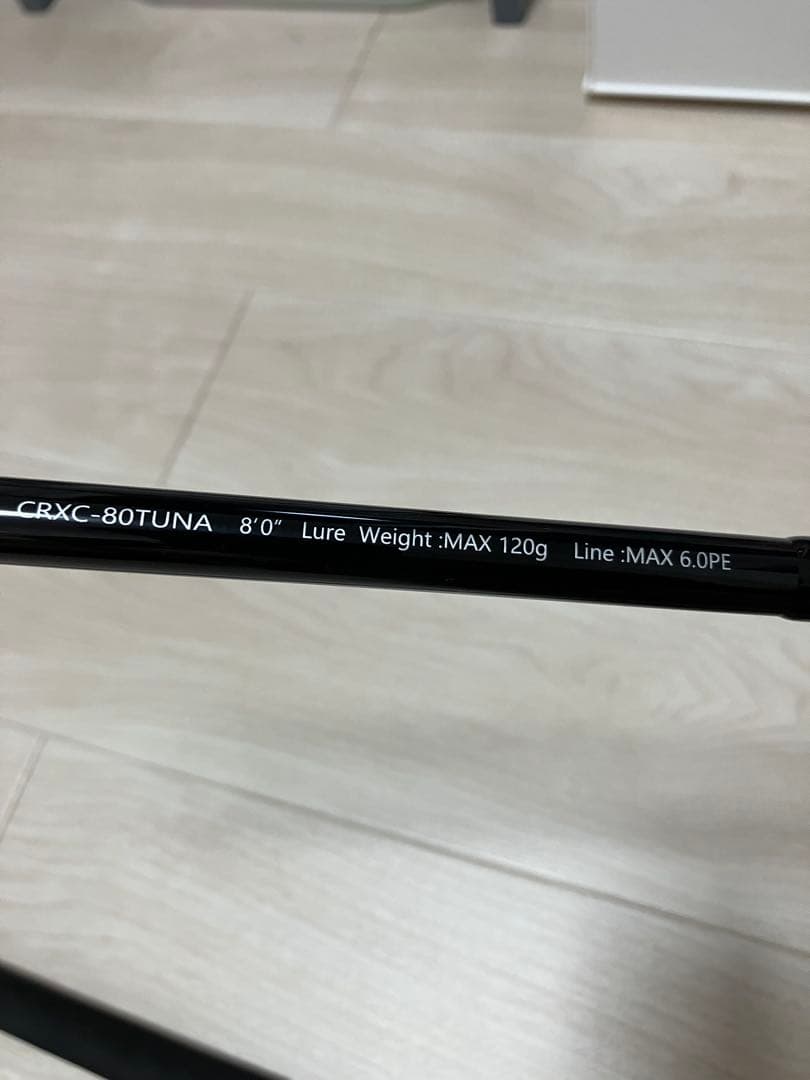 CRXC-80TUNA 8'0" Lure Weight :MAX 120g Line :MAX 6.0PE